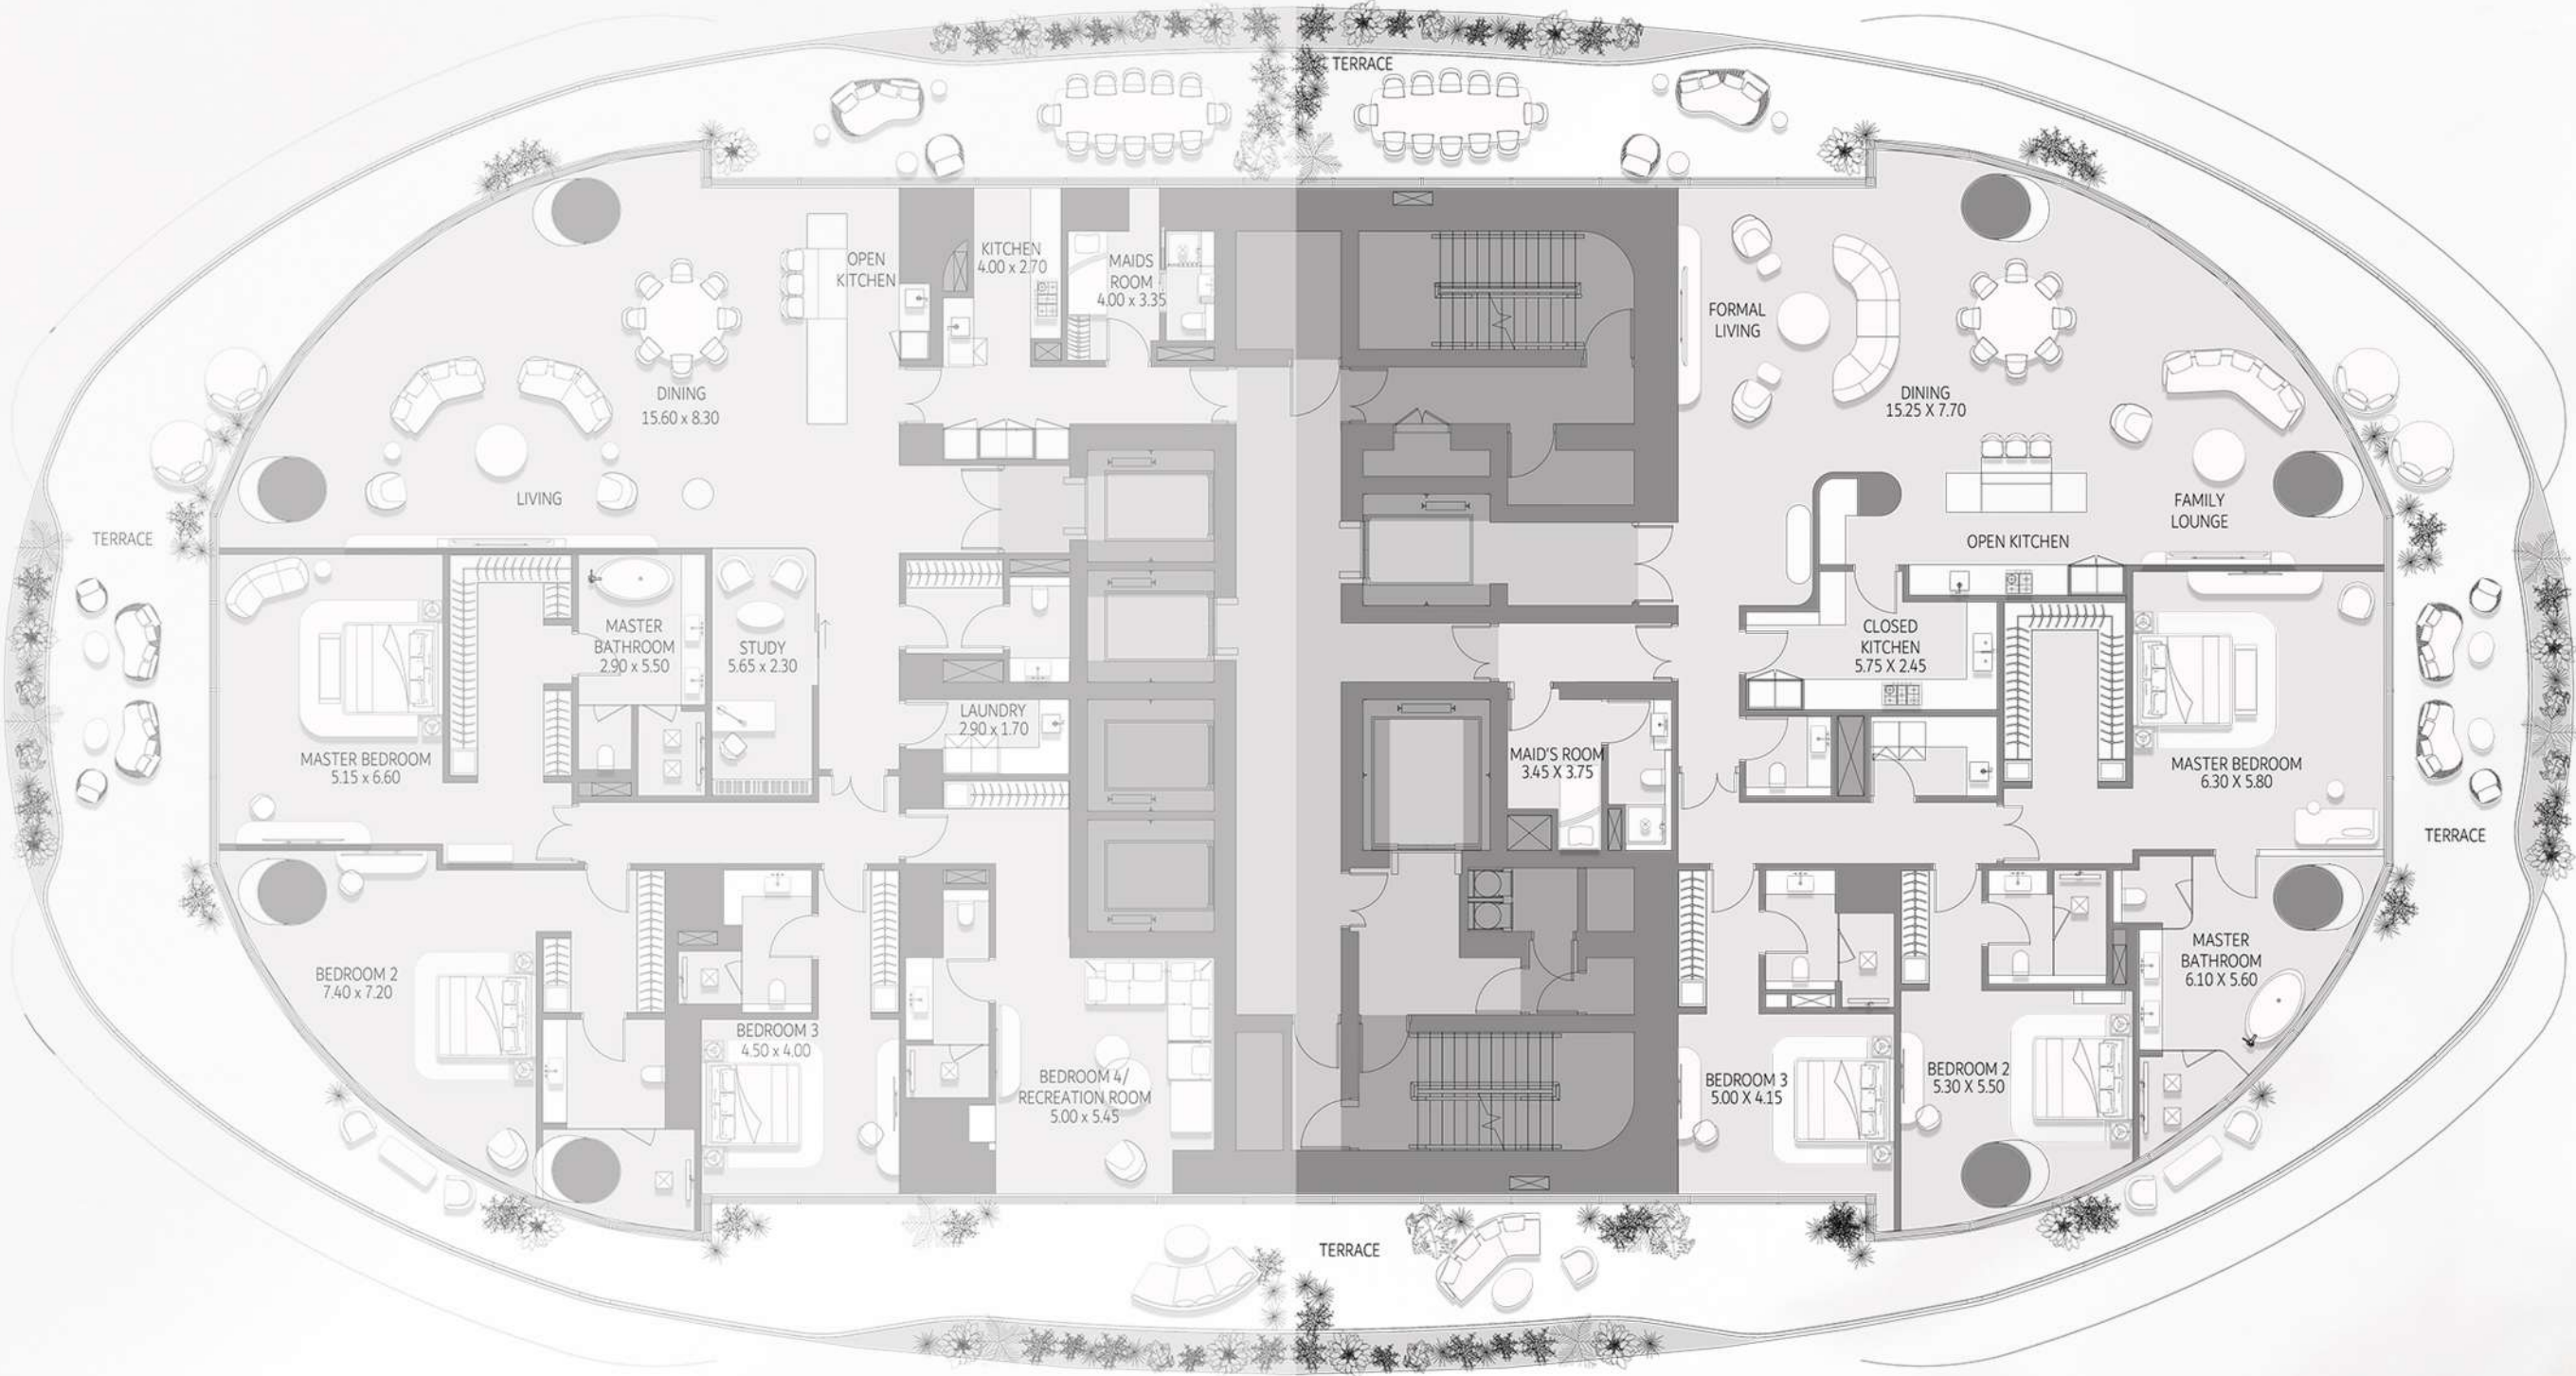 TERRACE
OPEN
KITCHEN
KITCHEN
4.00 x 2.70
MAIDS
ROOM
4.00 x 3.35
DINING
15.60 x 8.30
LIVING
TERRACE
MASTER
BATHROOM
2.90 x 5.50
STUDY
5.65 x 2.30
LAUNDRY
2.90 x 1.70
MASTER BEDROOM
5.15 x 6.60
BEDROOM 2
7.40 x 7.20
BEDROOM 3
4.50 x 4.00
BEDROOM 4/
RECREATION ROOM
5.00 x 5.45
FORMAL
LIVING
DINING
15.25 X 7.70
FAMILY
LOUNGE
OPEN KITCHEN
CLOSED
KITCHEN
5.75 X 2.45
MAID'S ROOM
3.45 X 3.75
MASTER BEDROOM
6.30 X 5.80
TERRACE
MASTER
BATHROOM
6.10 X 5.60
BEDROOM 3
5.00 X 4.15
BEDROOM 2
5.30 X 5.50
TERRACE